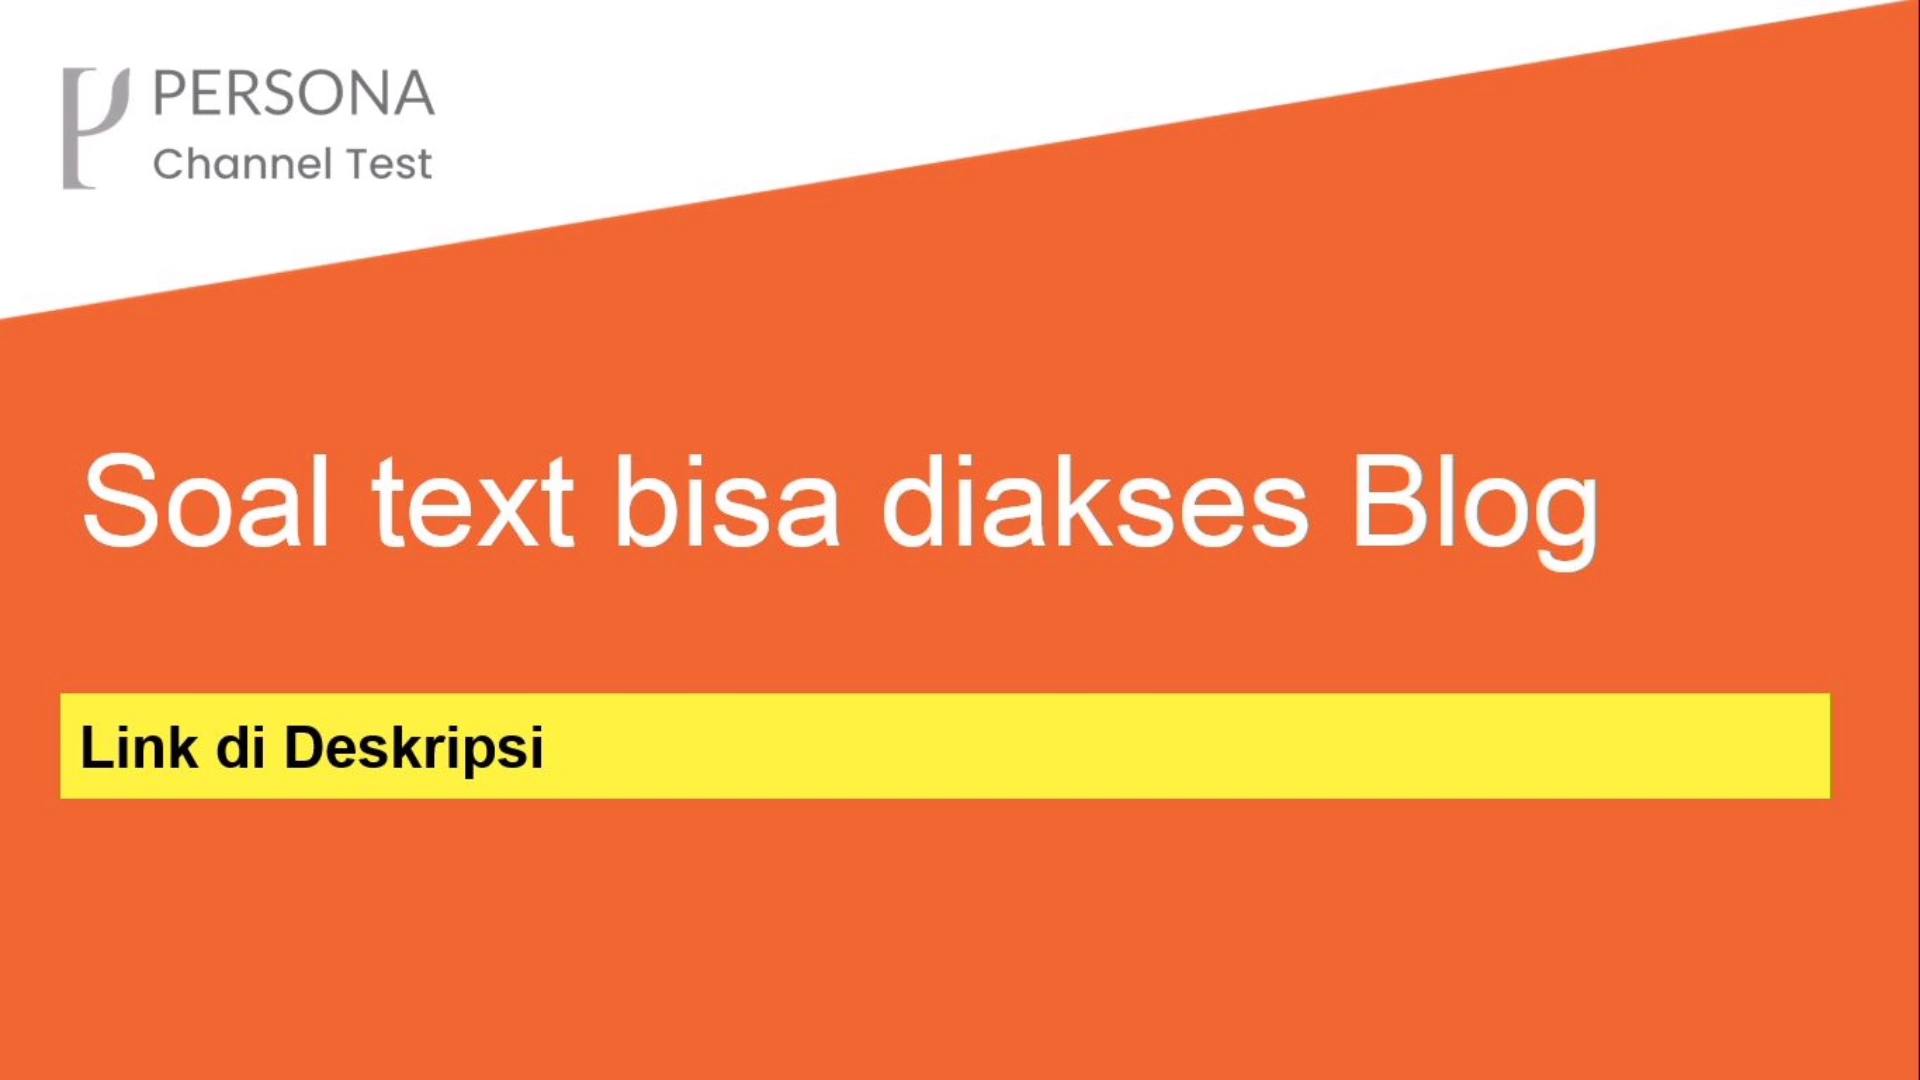 PERSONA
Channel Test
Soal text bisa diakses Blog
Link di Deskripsi